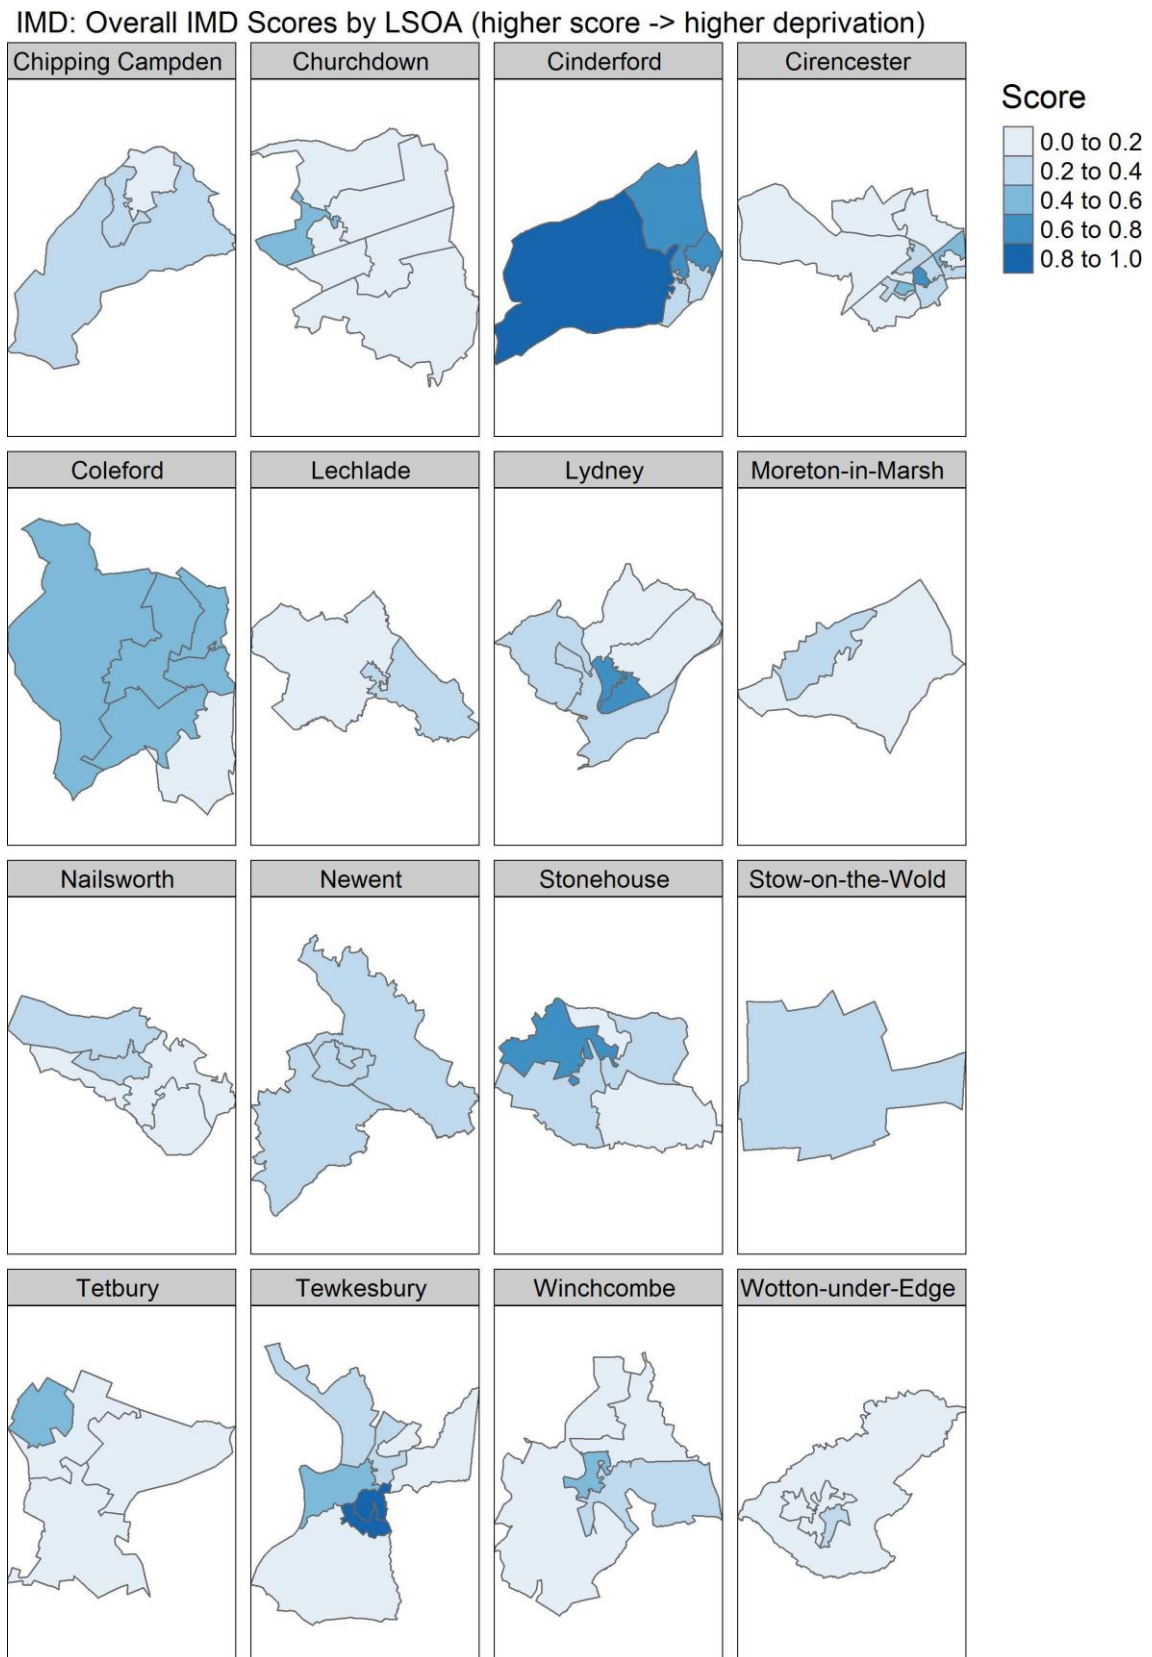 IMD: Overall IMD Scores by LSOA (higher score -> higher deprivation)
Chipping Campden
Churchdown
Cinderford
Cirencester
Score
0.0 to 0.2
0.2 to 0.4
0.4 to 0.6
0.6 to 0.8
0.8 to 1.0
Coleford
Lechlade
Lydney
Moreton-in-Marsh
Nailsworth
Newent
Stonehouse
Stow-on-the-Wold
Tetbury
Tewkesbury
Winchcombe
Wotton-under-Edge